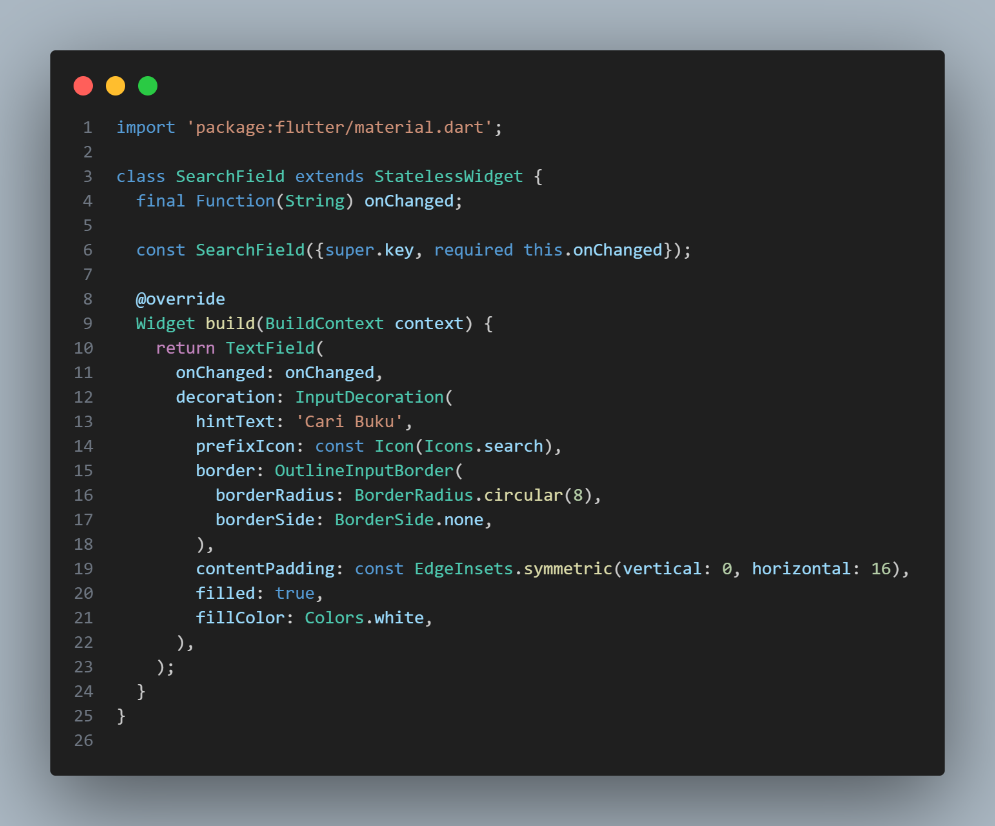 1 import 'package:flutter/material.dart';
2
3 class SearchField extends StatelessWidget {
4   final Function(String) onChanged;
5
6   const SearchField({super.key, required this.onChanged});
7
8   @override
9   Widget build(BuildContext context) {
10     return TextField(
11       onChanged: onChanged,
12       decoration: InputDecoration(
13         hintText: 'Cari Buku',
14         prefixIcon: const Icon(Icons.search),
15         border: OutlineInputBorder(
16           borderRadius: BorderRadius.circular(8),
17           borderSide: BorderSide.none,
18         ),
19         contentPadding: const EdgeInsets.symmetric(vertical: 0, horizontal: 16),
20         filled: true,
21         fillColor: Colors.white,
22       ),
23     );
24   }
25 }
26